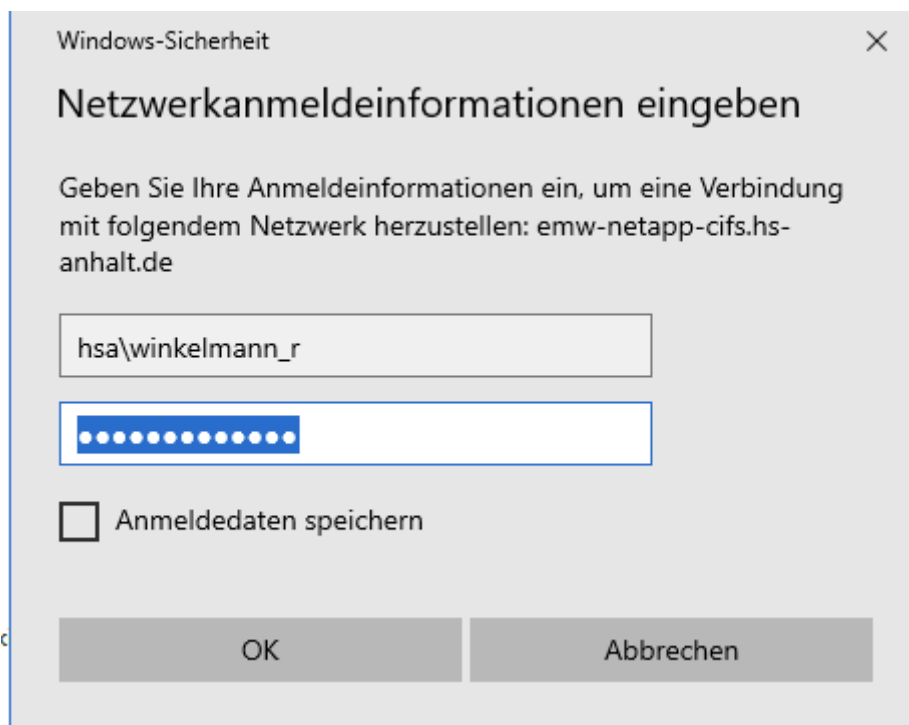 Windows-Sicherheit
Netzwerkanmeldeinformationen eingeben
Geben Sie Ihre Anmeldeinformationen ein, um eine Verbindung
mit folgendem Netzwerk herzustellen: emw-netapp-cifs.hs-
anhalt.de
hsa\winkelmann_r
●●●●●●●●●●●●●
Anmeldedaten speichern
OK
Abbrechen